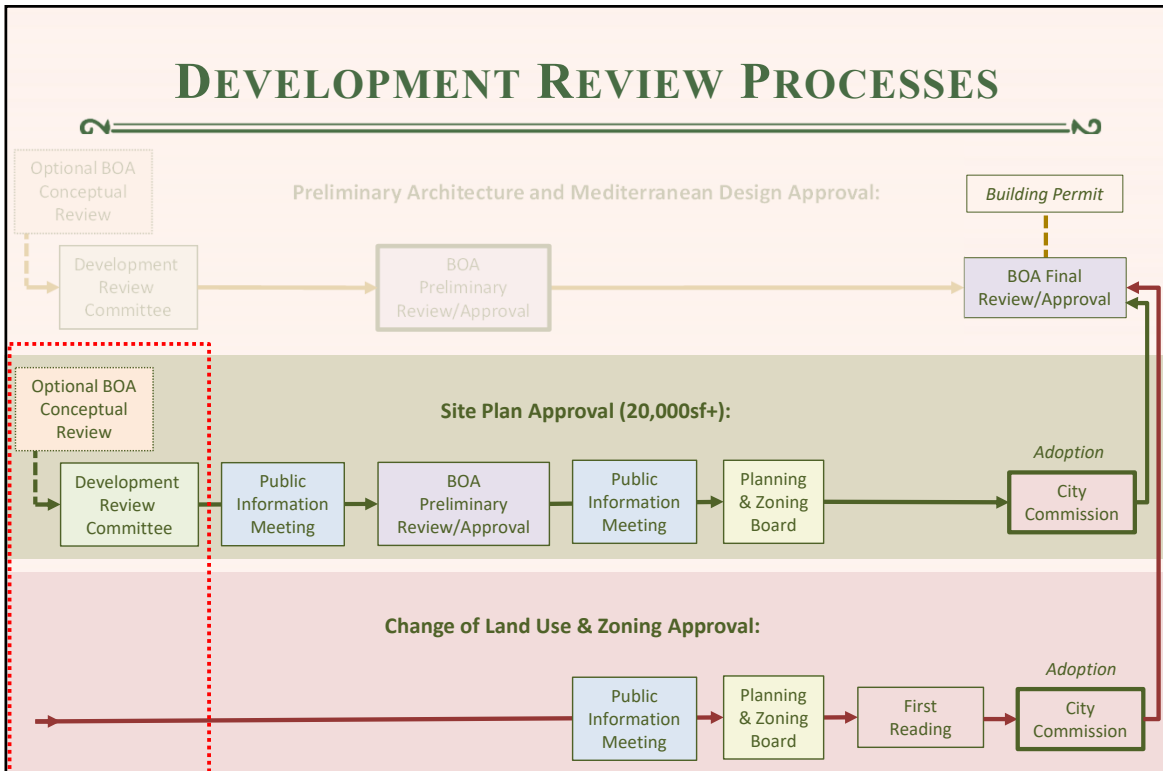 DEVELOPMENT REVIEW PROCESSES
Optional BOA
Conceptual
Review
Preliminary Architecture and Mediterranean Design Approval:
Building Permit
Development
Review
Committee
BOA
Preliminary
Review/Approval
BOA Final
Review/Approval
Optional BOA
Conceptual
Review
Site Plan Approval (20,000sf+):
Development
Review
Committee
Public
Information
Meeting
BOA
Preliminary
Review/Approval
Public
Information
Meeting
Planning
& Zoning
Board
Adoption
City
Commission
Change of Land Use & Zoning Approval:
Public
Information
Meeting
Planning
& Zoning
Board
First
Reading
Adoption
City
Commission